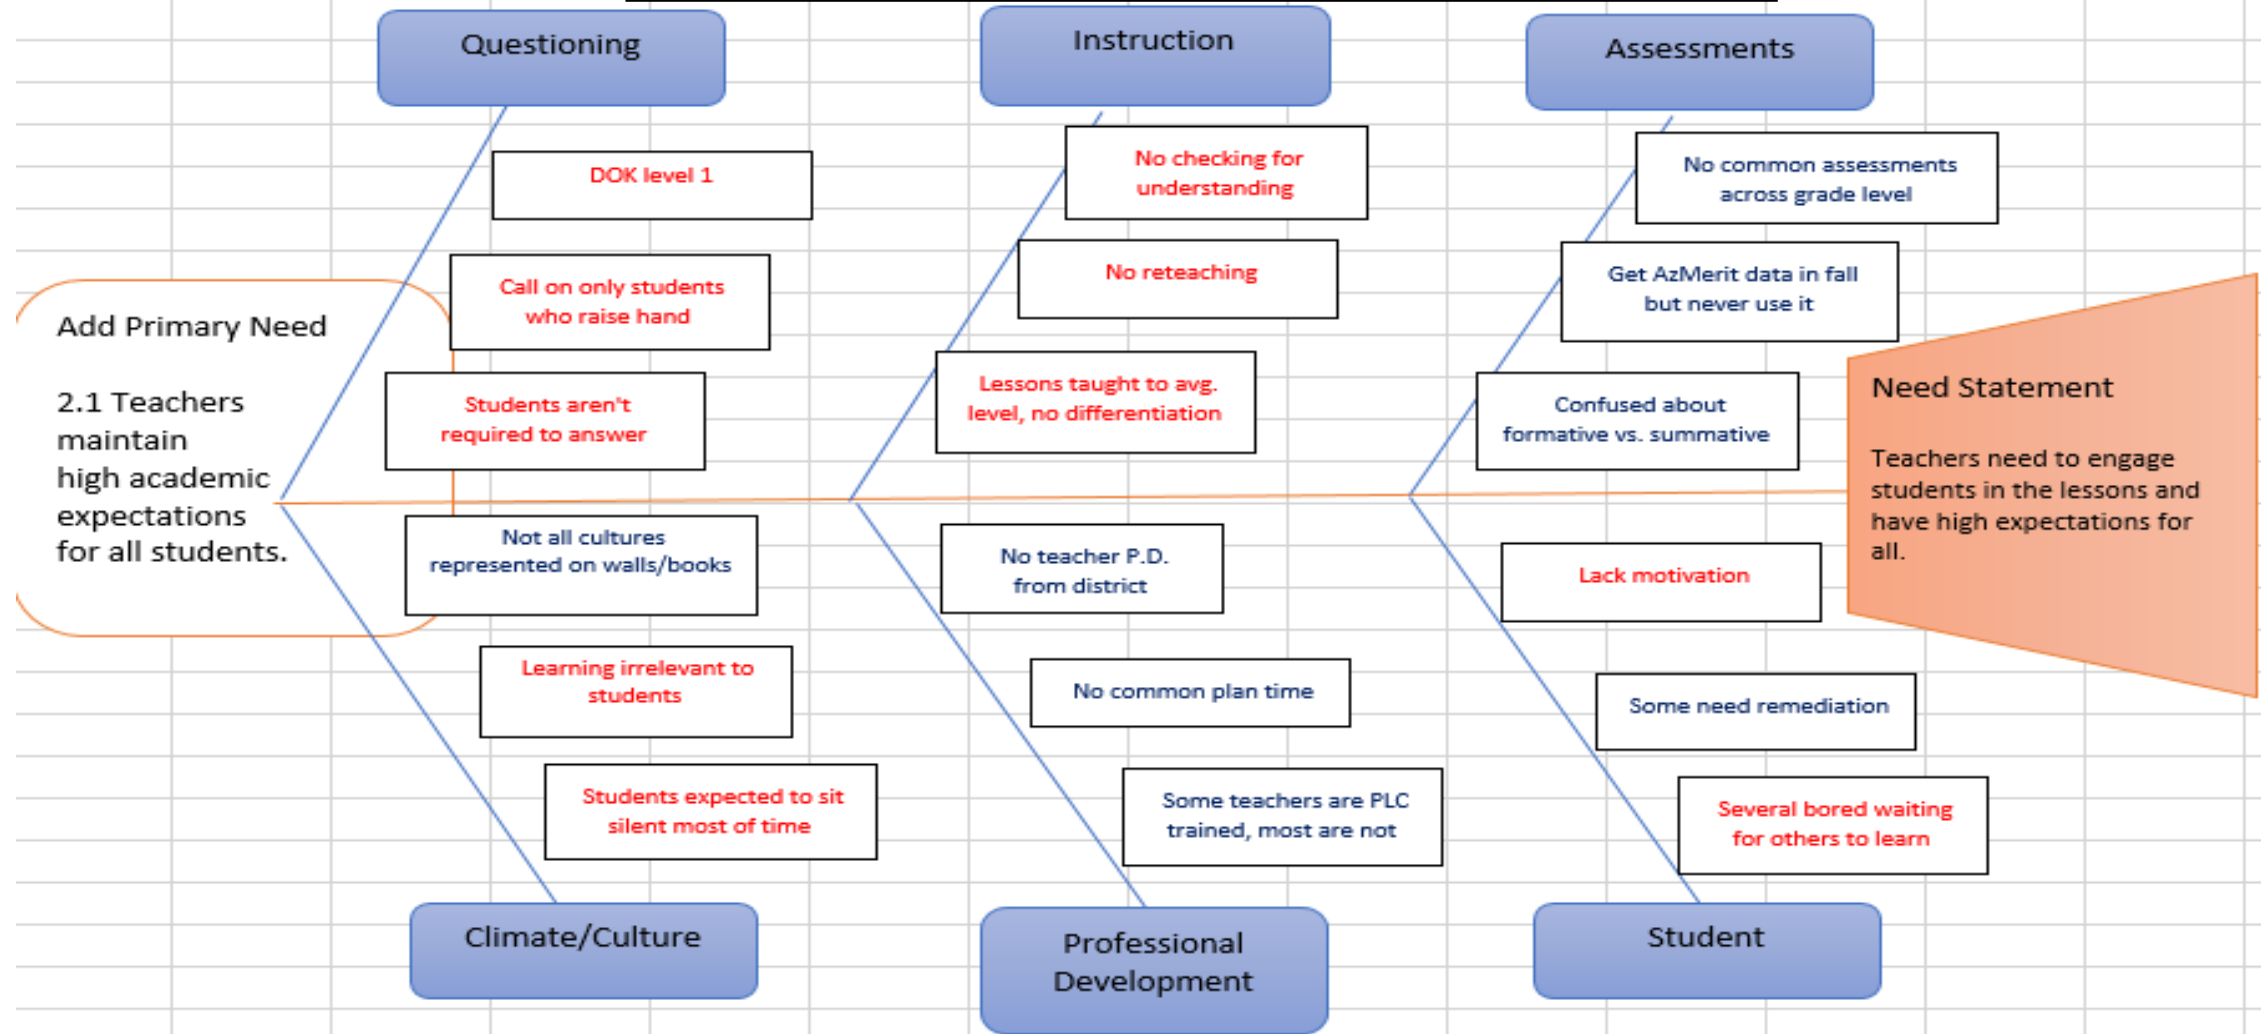 Questioning
Instruction
Assessments
DOK level 1
Call on only students
who raise hand
Students aren't
required to answer
No checking for
understanding
No reteaching
Lessons taught to avg.
level, no differentiation
No common assessments
across grade level
Get AzMerit data in fall
but never use it
Confused about
formative vs. summative
Add Primary Need
2.1 Teachers
maintain
high academic
expectations
for all students.
Need Statement
Teachers need to engage
students in the lessons and
have high expectations for
all.
Not all cultures
represented on walls/books
Learning irrelevant to
students
Students expected to sit
silent most of time
No teacher P.D.
from district
No common plan time
Some teachers are PLC
trained, most are not
Lack motivation
Some need remediation
Several bored waiting
for others to learn
Climate/Culture
Professional
Development
Student